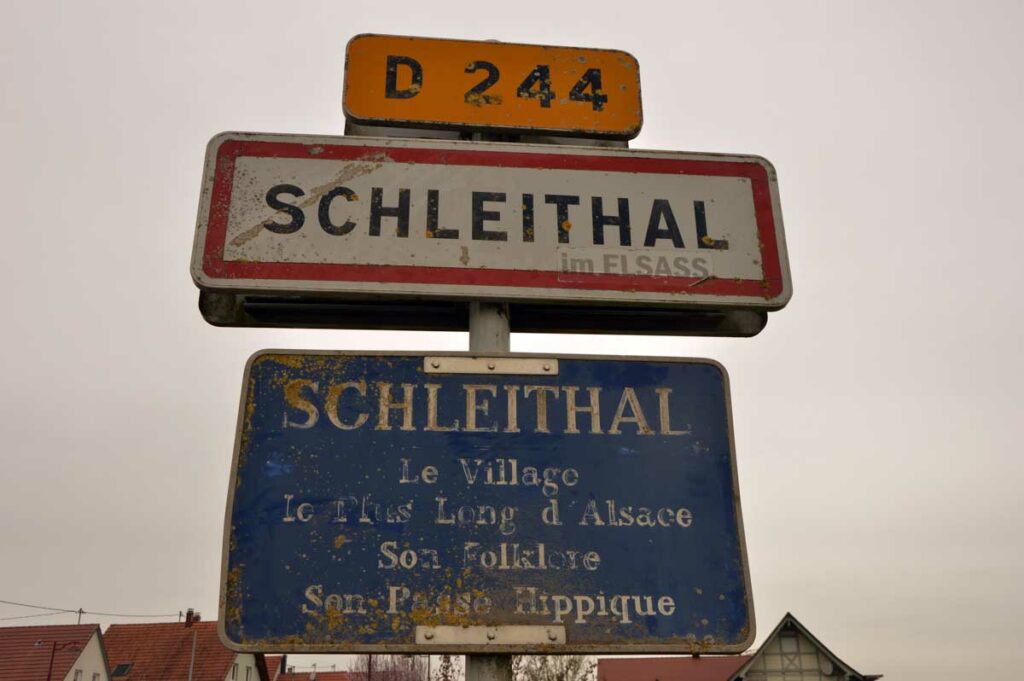 D 244
SCHLEITHAL
im ELSASS
SCHLEITHAL
Le Village
le Plus Long d'Alsace
Son Folklore
Son Passé Hippique